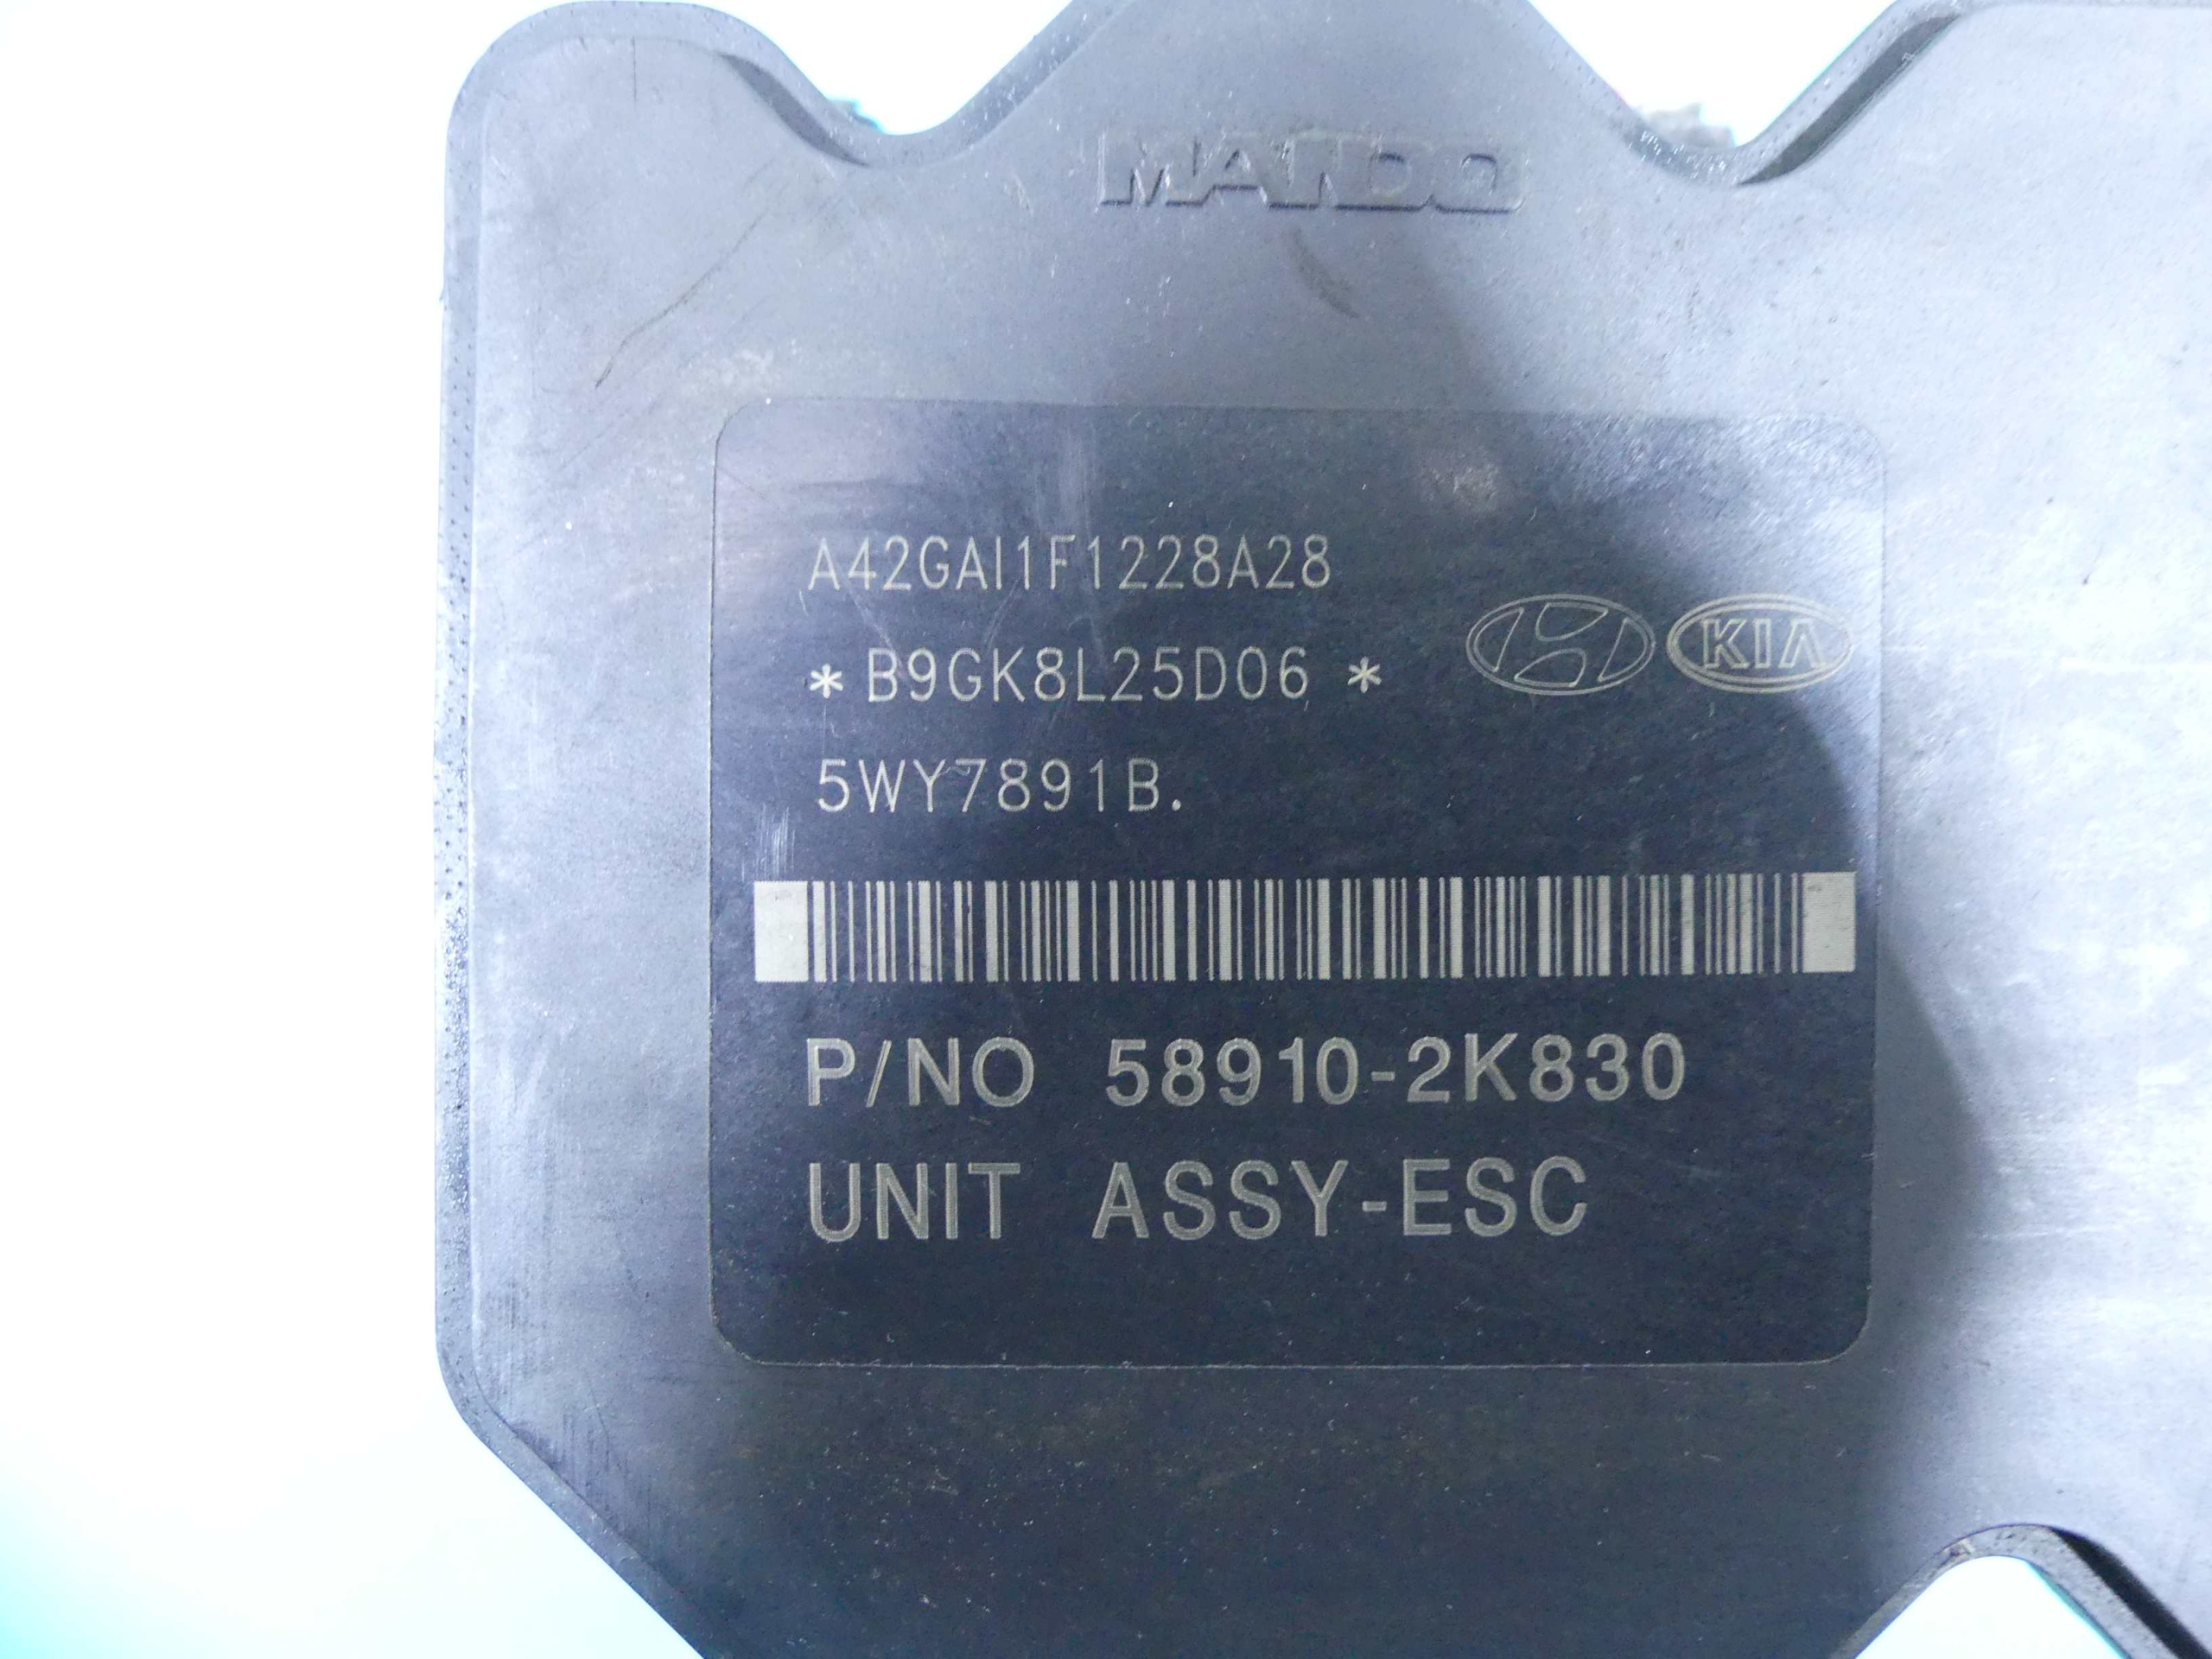 MANDO
A42GAI1F1228A28
*B9GK8L25D06 *
KIA
5WY7891B.
P/NO 58910-2K830
UNIT ASSY-ESC